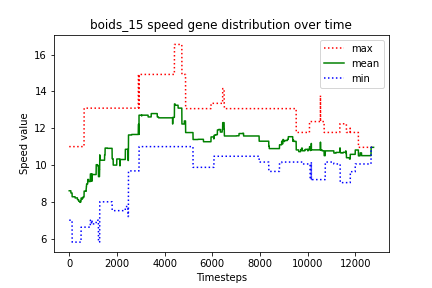 boids_15 speed gene distribution over time
max
mean
min
Speed value
16
14
12
10
8
6
0 2000 4000 6000 8000 10000 12000
Timesteps